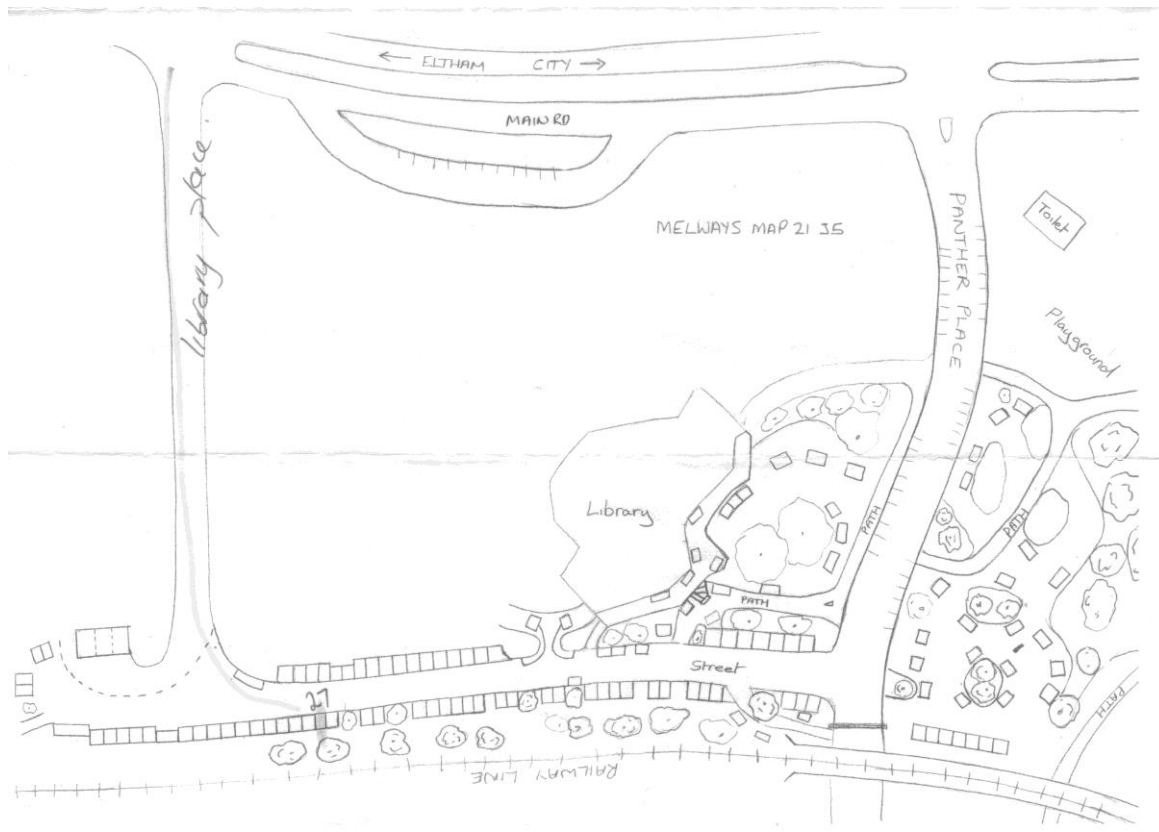 ← ELTHAM CITY →
MAIN RD
library place.
MELWAYS MAP 21 J5
PANTHER PLACE
Toilet
Playground
Library
PATH
PATH
PATH
Street
27
PATH
RAILWAY LINE